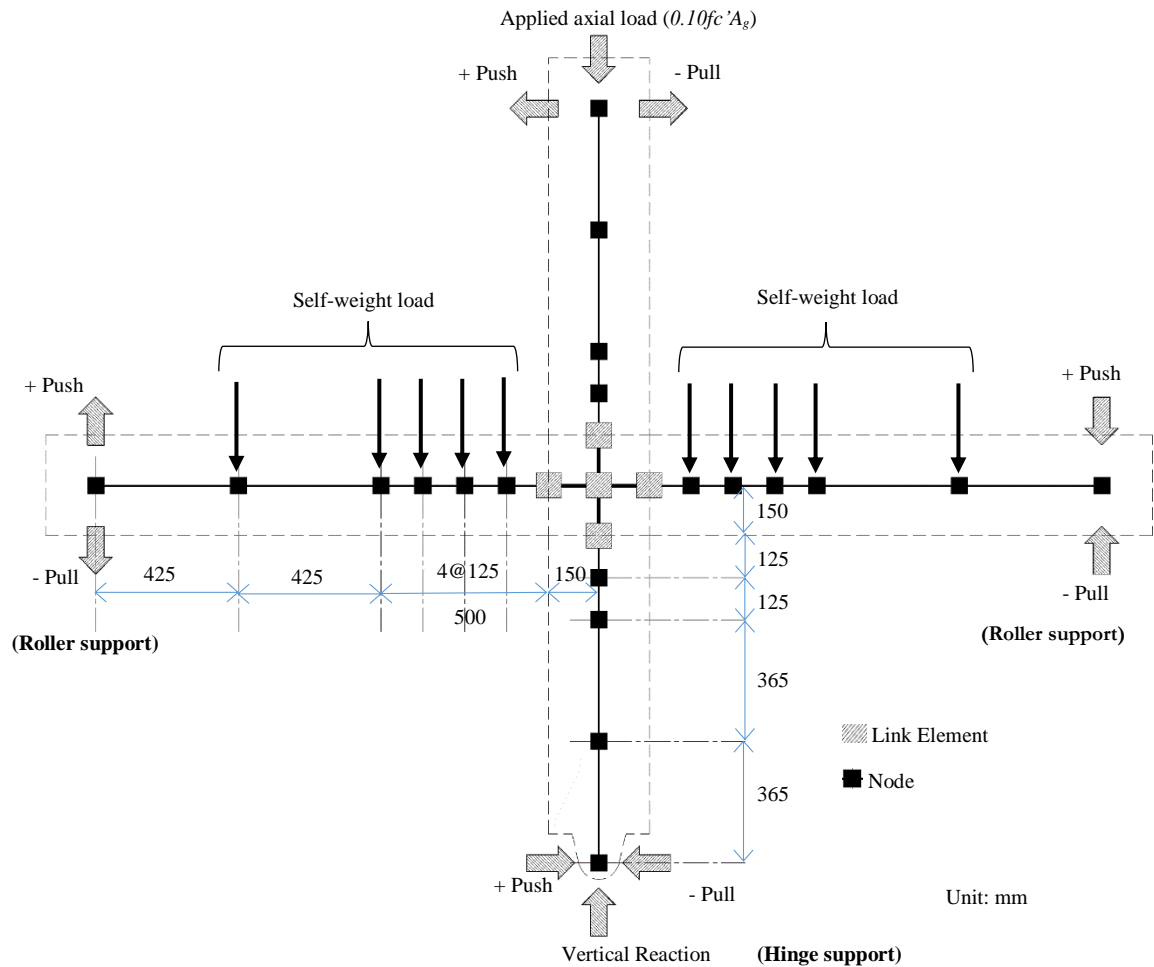 Applied axial load (0.10fc’Ag)
+ Push
- Pull
Self-weight load
Self-weight load
+ Push
+ Push
150
- Pull
425
425
4@125
150
500
125
125
- Pull
(Roller support)
(Roller support)
365
Link Element
Node
365
+ Push
- Pull
Unit: mm
Vertical Reaction
(Hinge support)